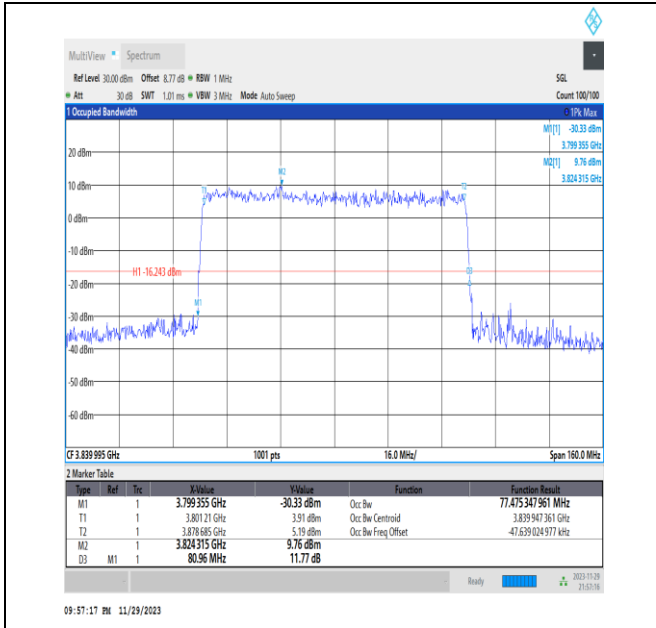 MultiView Spectrum
Ref Level 30.00 dBm Offset 8.77 dB RBW 1 MHz SGL
Att 30 dB SWT 1.01 ms VBW 3 MHz Mode Auto Sweep Count 100/100
1 Occupied Bandwidth 1Pk Max
M1[1] -30.33 dBm
3.799 355 GHz
M2[1] 9.76 dBm
3.824 315 GHz
20 dBm
M2
10 dBm
T1 T2
0 dBm
-10 dBm
H1 -16.243 dBm
D3
-20 dBm
M1
-30 dBm
-40 dBm
-50 dBm
-60 dBm
CF 3.839 995 GHz 1001 pts 16.0 MHz/ Span 160.0 MHz
2 Marker Table
Type Ref Trc X-Value Y-Value Function Function Result
M1 1 3.799 355 GHz -30.33 dBm Occ Bw 77.475 347 961 MHz
T1 1 3.801 21 GHz 3.91 dBm Occ Bw Centroid 3.839 947 361 GHz
T2 1 3.878 685 GHz 5.19 dBm Occ Bw Freq Offset -47.639 024 977 kHz
M2 1 3.824 315 GHz 9.76 dBm
D3 M1 1 80.96 MHz 11.77 dB
Ready 2023-11-29
21:57:16
09:57:17 PM 11/29/2023